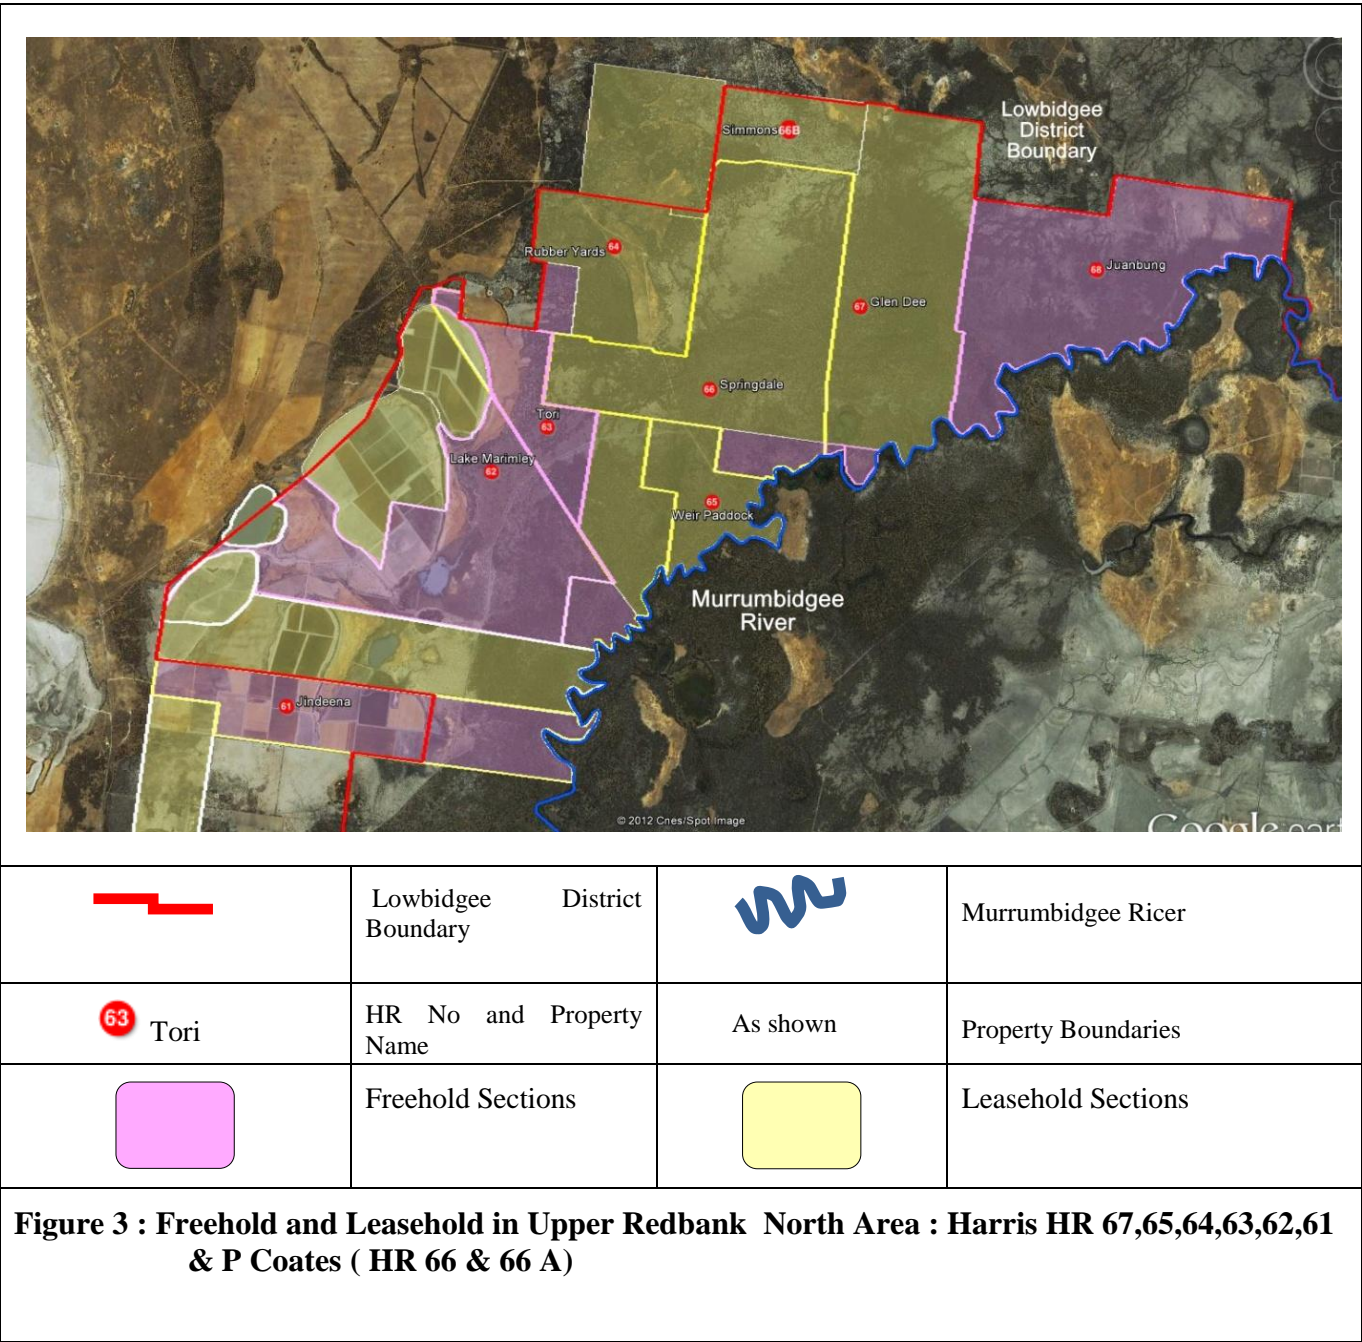 Lowbidgee
District
Boundary
Simmons 66B
Rubber Yards 64
68 Juanbung
67 Glen Dee
66 Springdale
Tori
63
Lake Marimley
62
65
Weir Paddock
Murrumbidgee
River
61 Jindeena
© 2012 Cnes/Spot Image
Google eart
Lowbidgee District
Boundary
Murrumbidgee Ricer
63 Tori
HR No and Property
Name
As shown
Property Boundaries
Freehold Sections
Leasehold Sections
Figure 3 : Freehold and Leasehold in Upper Redbank North Area : Harris HR 67,65,64,63,62,61
& P Coates ( HR 66 & 66 A)